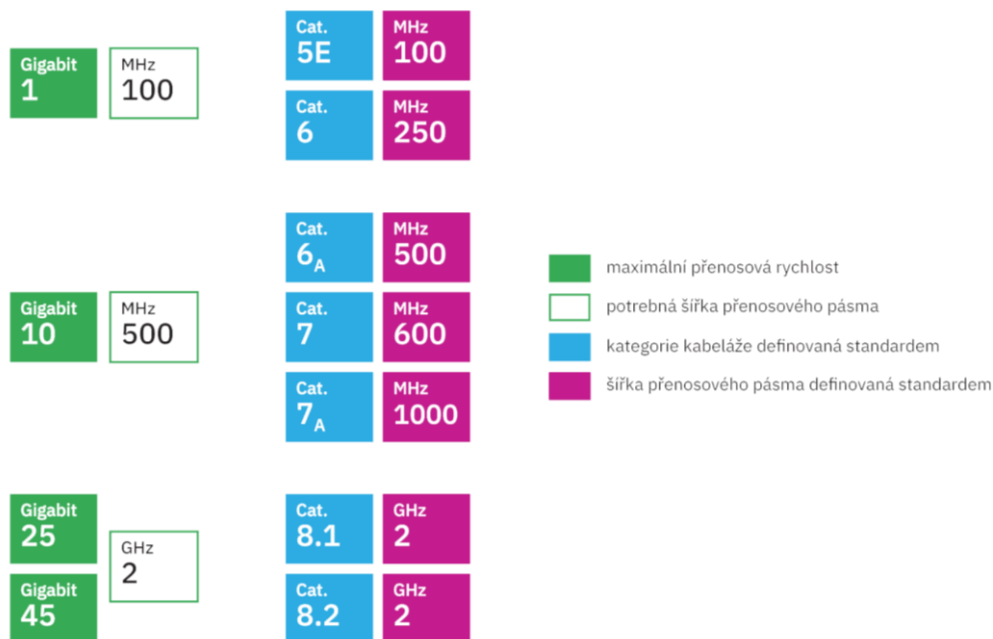 Cat.
5E
MHz
100
Gigabit
1
MHz
100
Cat.
6
MHz
250
Cat.
6A
MHz
500
Gigabit
10
MHz
500
Cat.
7
MHz
600
Cat.
7A
MHz
1000
maximální přenosová rychlost
potrebná šířka přenosového pásma
kategorie kabeláže definovaná standardem
šířka přenosového pásma definovaná standardem
Gigabit
25
GHz
2
Cat.
8.1
GHz
2
Gigabit
45
Cat.
8.2
GHz
2